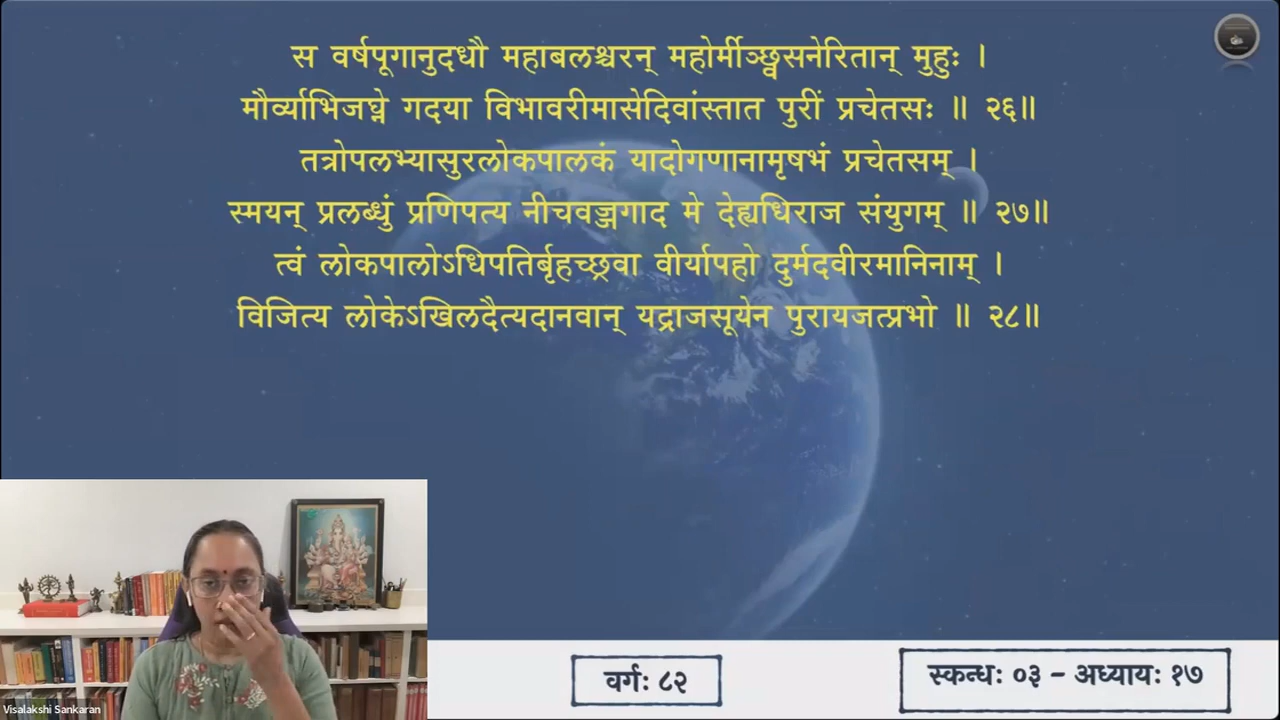 स वर्षपूगानुदधौ महाबलश्चरन् महोर्मीञ्छ्वसनेरितान् मुहुः ।
मौर्व्याभिजघ्ने गदया विभावरीमासेदिवांस्तात पुरीं प्रचेतसः ॥ २६॥
तत्रोपलभ्यासुरलोकपालकं यादोगणानामृषभं प्रचेतसम् ।
स्मयन् प्रलब्धुं प्रणिपत्य नीचवज्जगाद मे देह्यधिराज संयुगम् ॥ २७॥
त्वं लोकपालोऽधिपतिर्बृहच्छ्रवा वीर्यापहो दुर्मदवीरमानिनाम् ।
विजित्य लोकेऽखिलदैत्यदानवान् यद्राजसूयेन पुरायजत्प्रभो ॥ २८॥
वर्गः ८२
स्कन्धः ०३ - अध्यायः १७
Visalakshi Sankaran